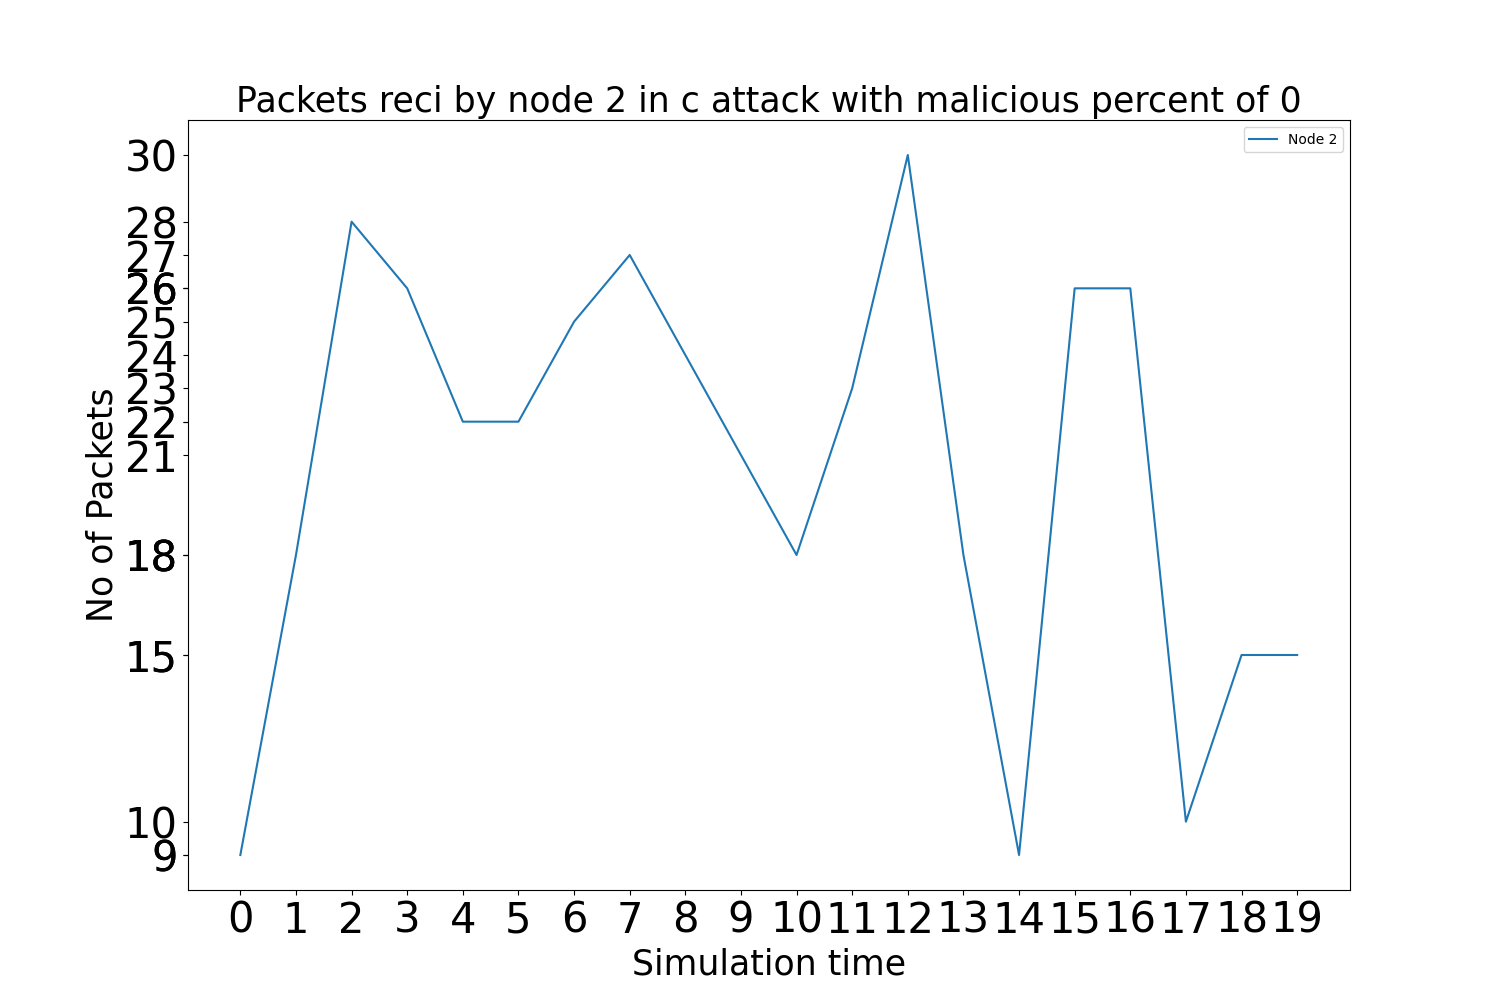 Packets reci by node 2 in c attack with malicious percent of 0
Node 2
30
28
27
26
25
24
23
22
21
18
15
10
9
No of Packets
0 1 2 3 4 5 6 7 8 9 10 11 12 13 14 15 16 17 18 19
Simulation time